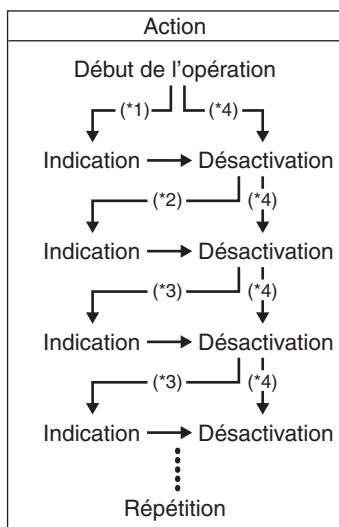 Action
Début de l'opération
(*1) (*4)
Indication Désactivation
(*2) (*4)
Indication Désactivation
(*3) (*4)
Indication Désactivation
(*3) (*4)
Indication Désactivation
Répétition